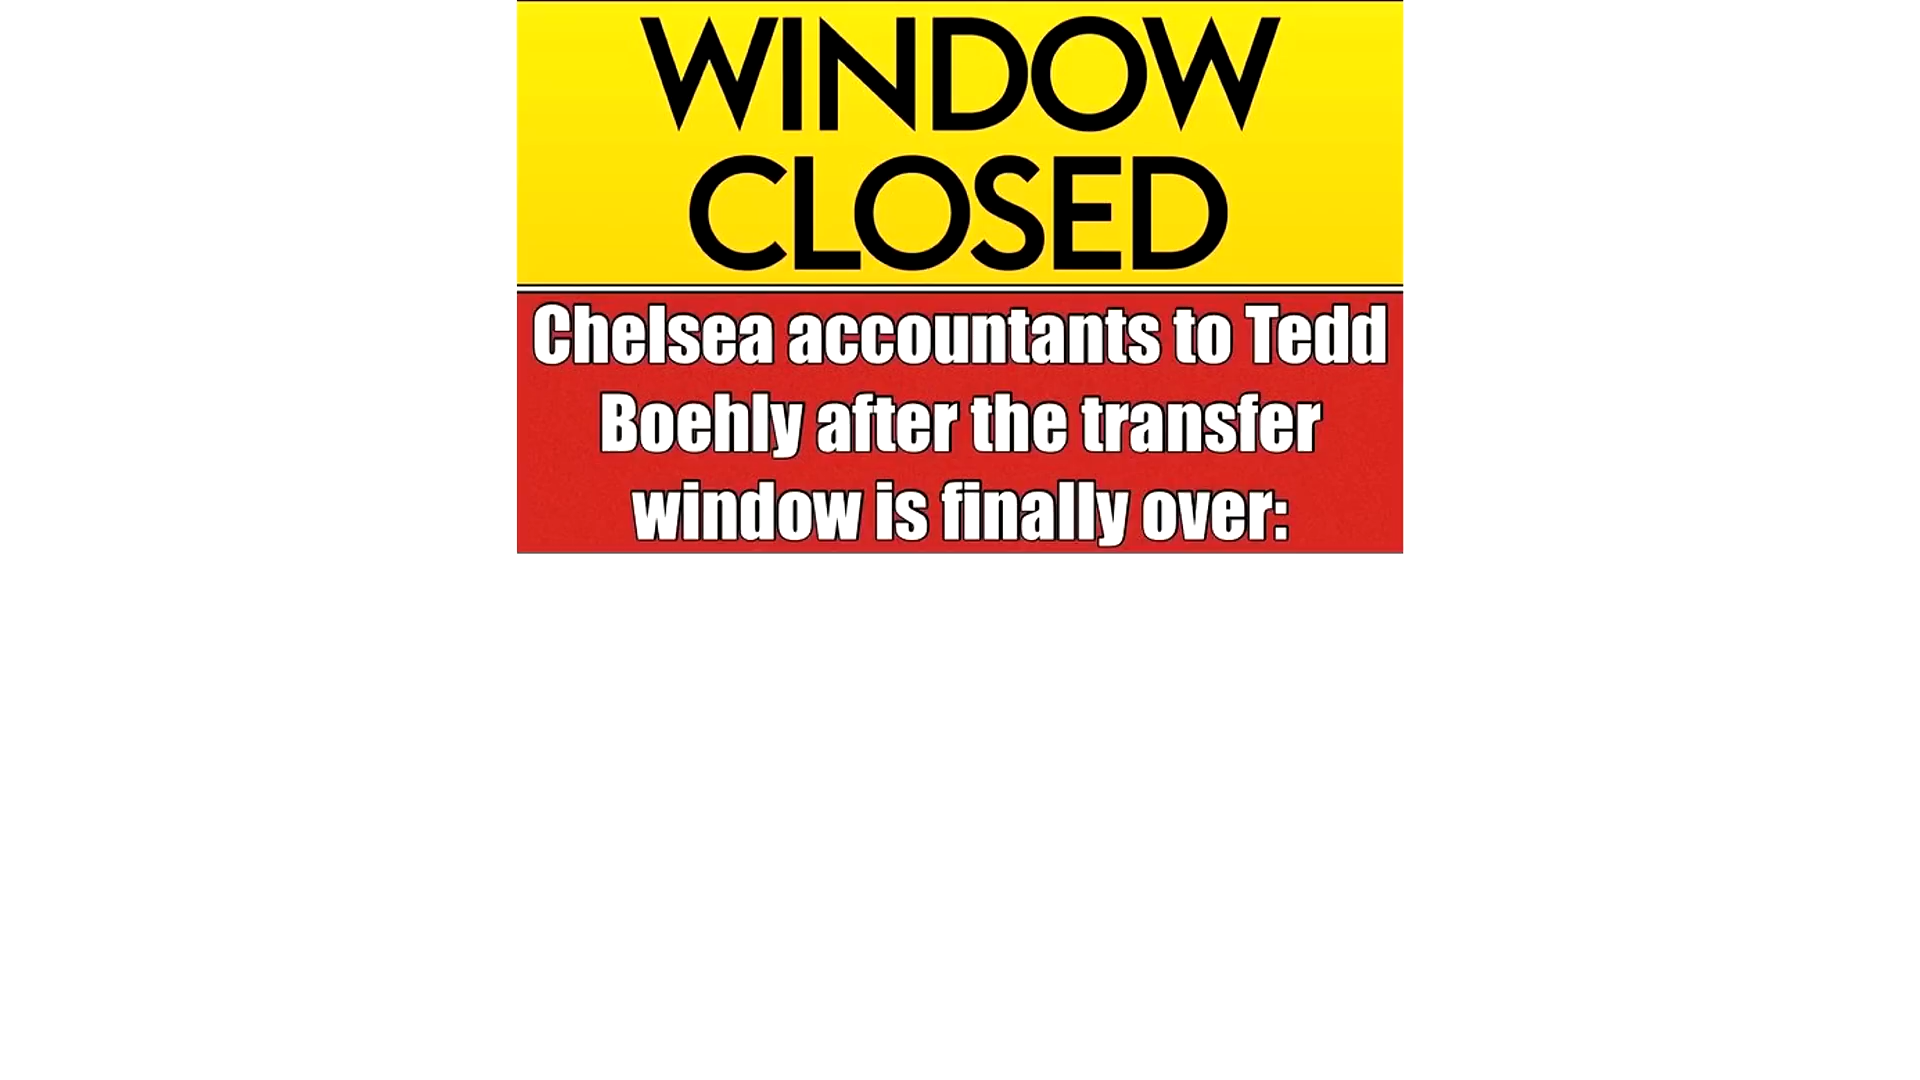 WINDOW
CLOSED
Chelsea accountants to Tedd
Boehly after the transfer
window is finally over: